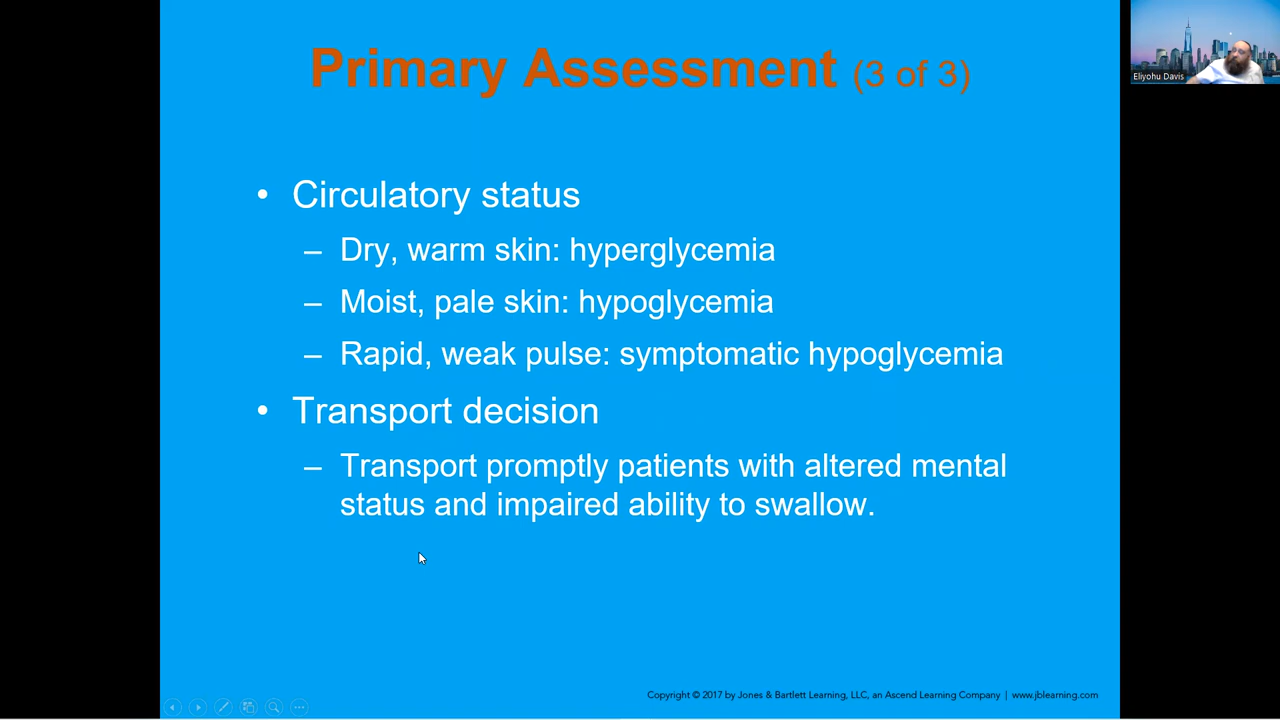 Primary Assessment (3 of 3)
• Circulatory status
– Dry, warm skin: hyperglycemia
– Moist, pale skin: hypoglycemia
– Rapid, weak pulse: symptomatic hypoglycemia
• Transport decision
– Transport promptly patients with altered mental
status and impaired ability to swallow.
Eliyohu Davis
Copyright © 2017 by Jones & Bartlett Learning, LLC, an Ascend Learning Company | www.jblearning.com